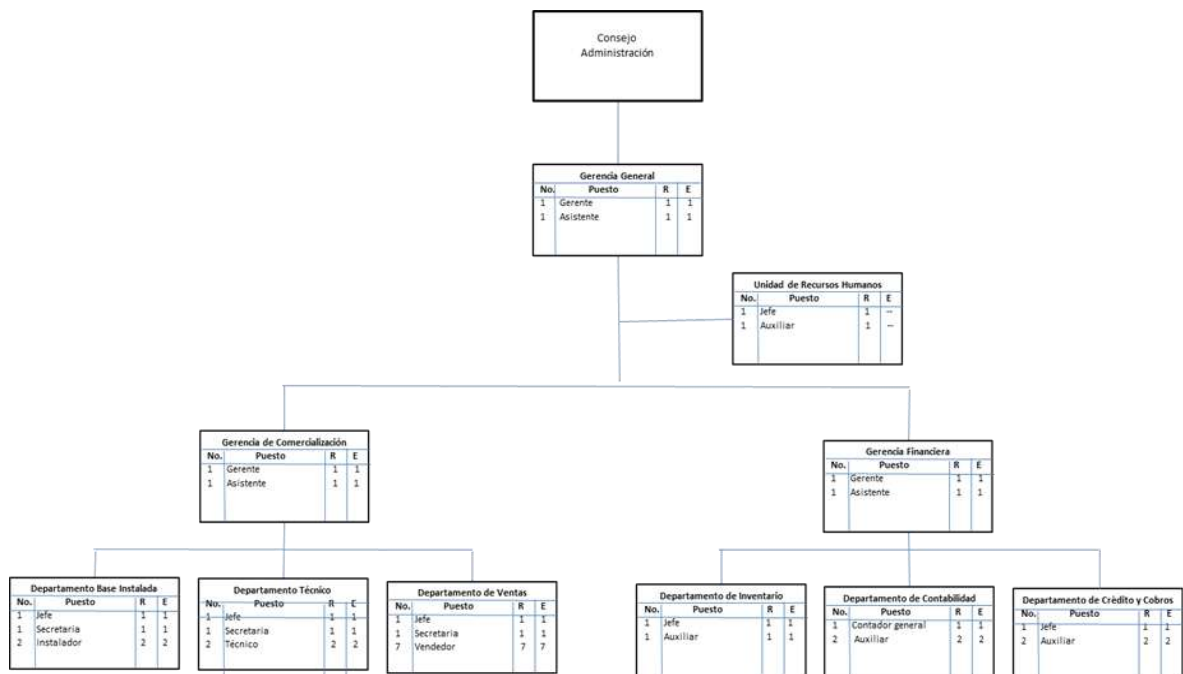 Consejo
Administración
Gerencia General
No. Puesto R E
1 Gerente 1 1
1 Asistente 1 1
Unidad de Recursos Humanos
No. Puesto R E
1 Jefe 1 --
1 Auxiliar 1 --
Gerencia de Comercialización
No. Puesto R E
1 Gerente 1 1
1 Asistente 1 1
Gerencia Financiera
No. Puesto R E
1 Gerente 1 1
1 Asistente 1 1
Departamento Base Instalada
No. Puesto R E
1 Jefe 1 1
1 Secretaria 1 1
2 Instalador 2 2
Departamento Técnico
No. Puesto R E
1 Jefe 1 1
1 Secretaria 1 1
2 Técnico 2 2
Departamento de Ventas
No. Puesto R E
1 Jefe 1 1
1 Secretaria 1 1
7 Vendedor 7 7
Departamento de Inventario
No. Puesto R E
1 Jefe 1 1
1 Auxiliar 1 1
Departamento de Contabilidad
No. Puesto R E
1 Contador general 1 1
2 Auxiliar 2 2
Departamento de Crèdito y Cobros
No. Puesto R E
1 Jefe 1 1
2 Auxiliar 2 2